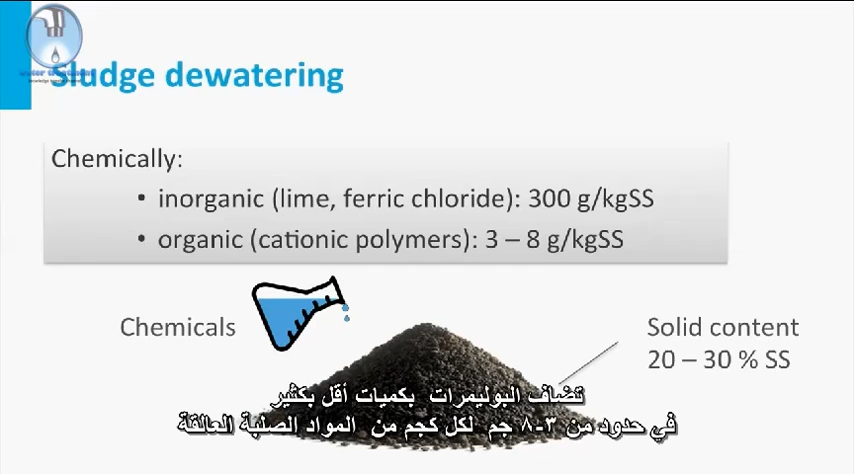 Sludge dewatering
Chemically:
• inorganic (lime, ferric chloride): 300 g/kgSS
• organic (cationic polymers): 3 – 8 g/kgSS
Chemicals
Solid content
20 – 30 % SS
تضاف البوليمرات بكميات أقل بكثير
في حدود من ٣-٨ جم لكل كجم من المواد الصلبة العالقة